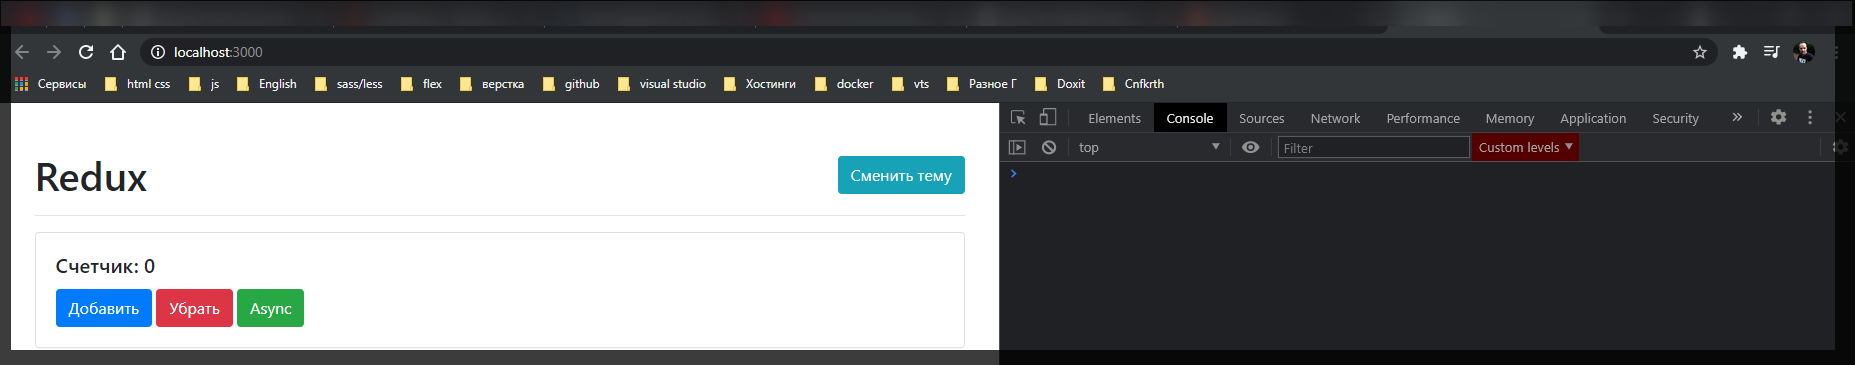 localhost:3000
Сервисы html css js English sass/less flex верстка github visual studio Хостинги docker vts Разное Г Doxit Cnfkrth
Elements Console Sources Network Performance Memory Application Security »
top Filter Custom levels
Redux
Сменить тему
Счетчик: 0
Добавить Убрать Async